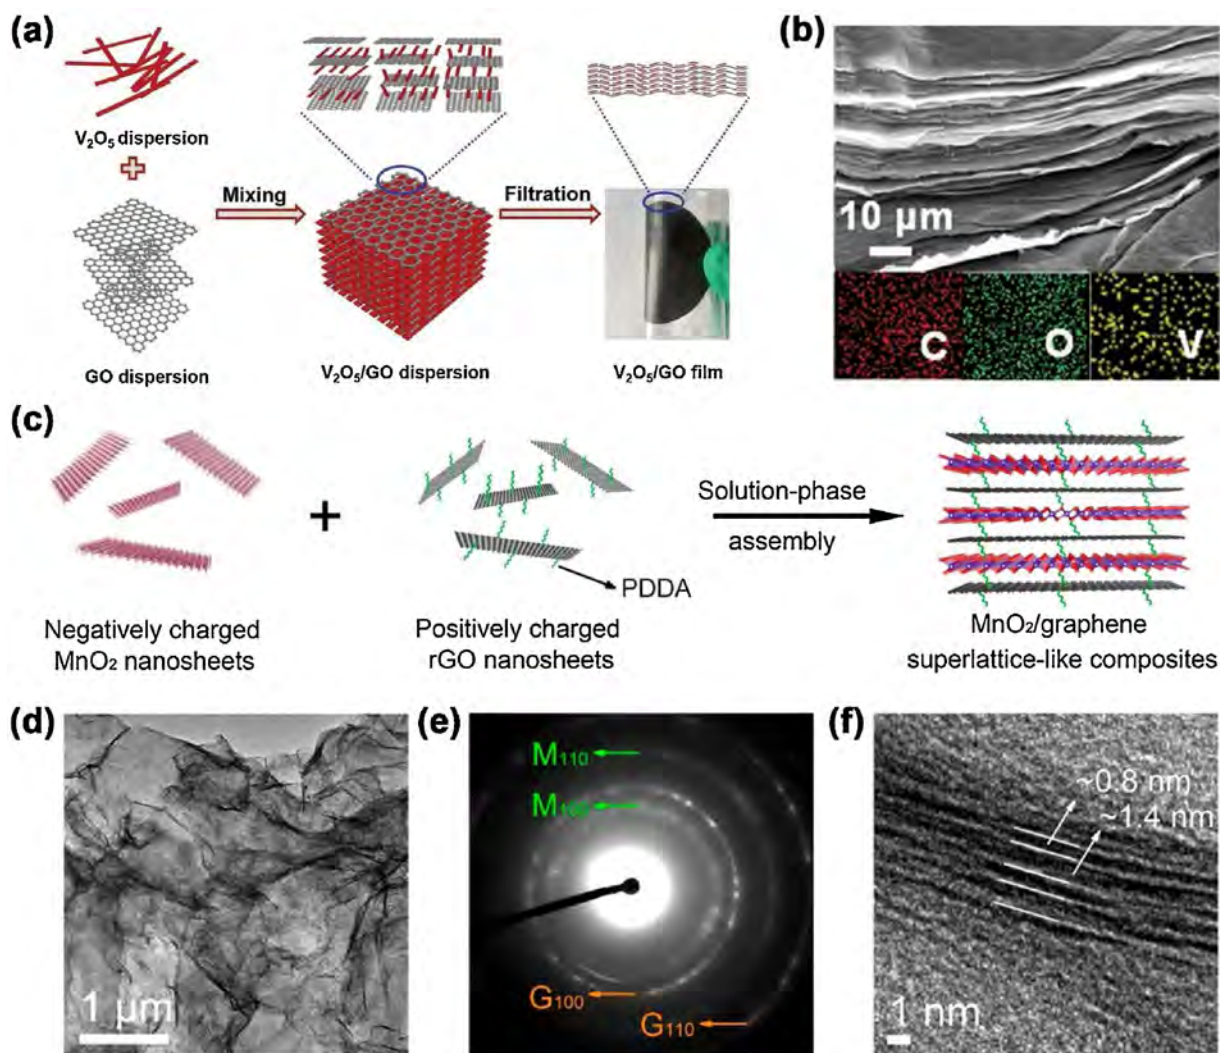 (a)
V₂O₅ dispersion
GO dispersion
Mixing
V₂O₅/GO dispersion
Filtration
V₂O₅/GO film
(b)
10 μm
C
O
V
(c)
Negatively charged
MnO₂ nanosheets
+
Positively charged
rGO nanosheets
PDDA
Solution-phase
assembly
MnO₂/graphene
superlattice-like composites
(d)
1 μm
(e)
M₁₁₀
M₁₀₀
G₁₀₀
G₁₁₀
(f)
~0.8 nm
~1.4 nm
1 nm